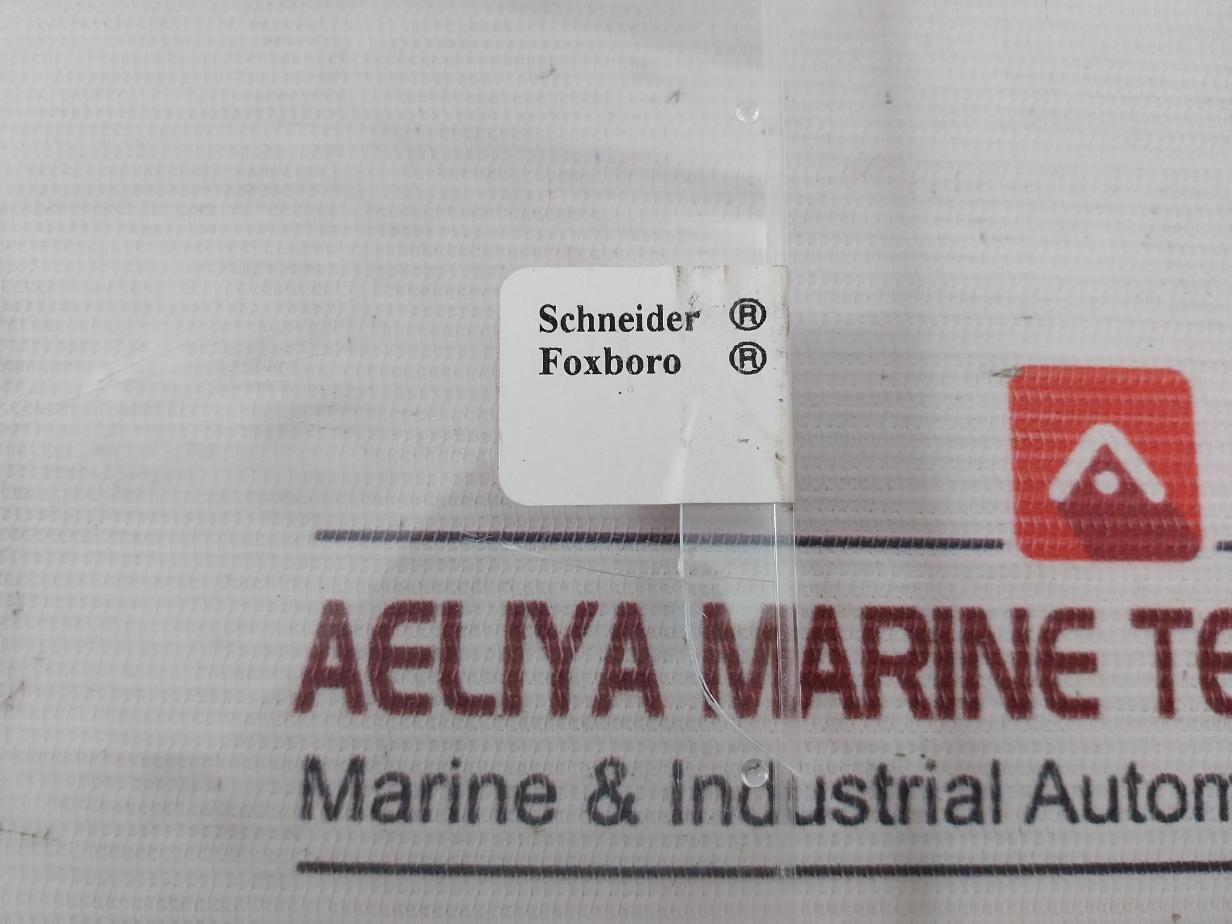 Schneider ®
Foxboro ®
AELIYA MARINE TE
Marine & Industrial Autom